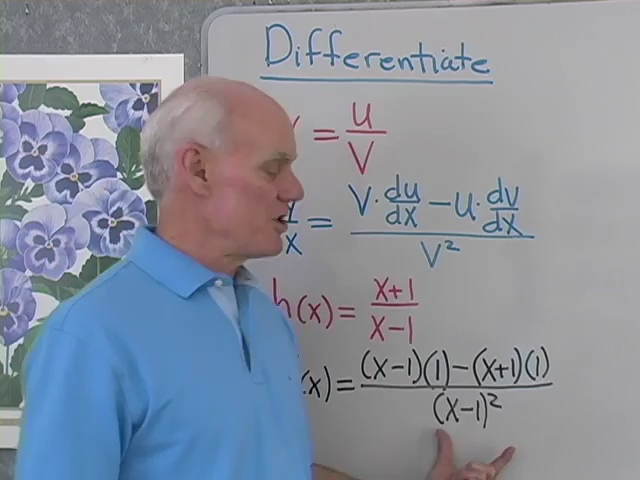 Differentiate
= u/v
x = (v·du/dx − u·dv/dx)/v²
h(x) = (x+1)/(x−1)
(x) = ((x−1)(1) − (x+1)(1))/(x−1)²